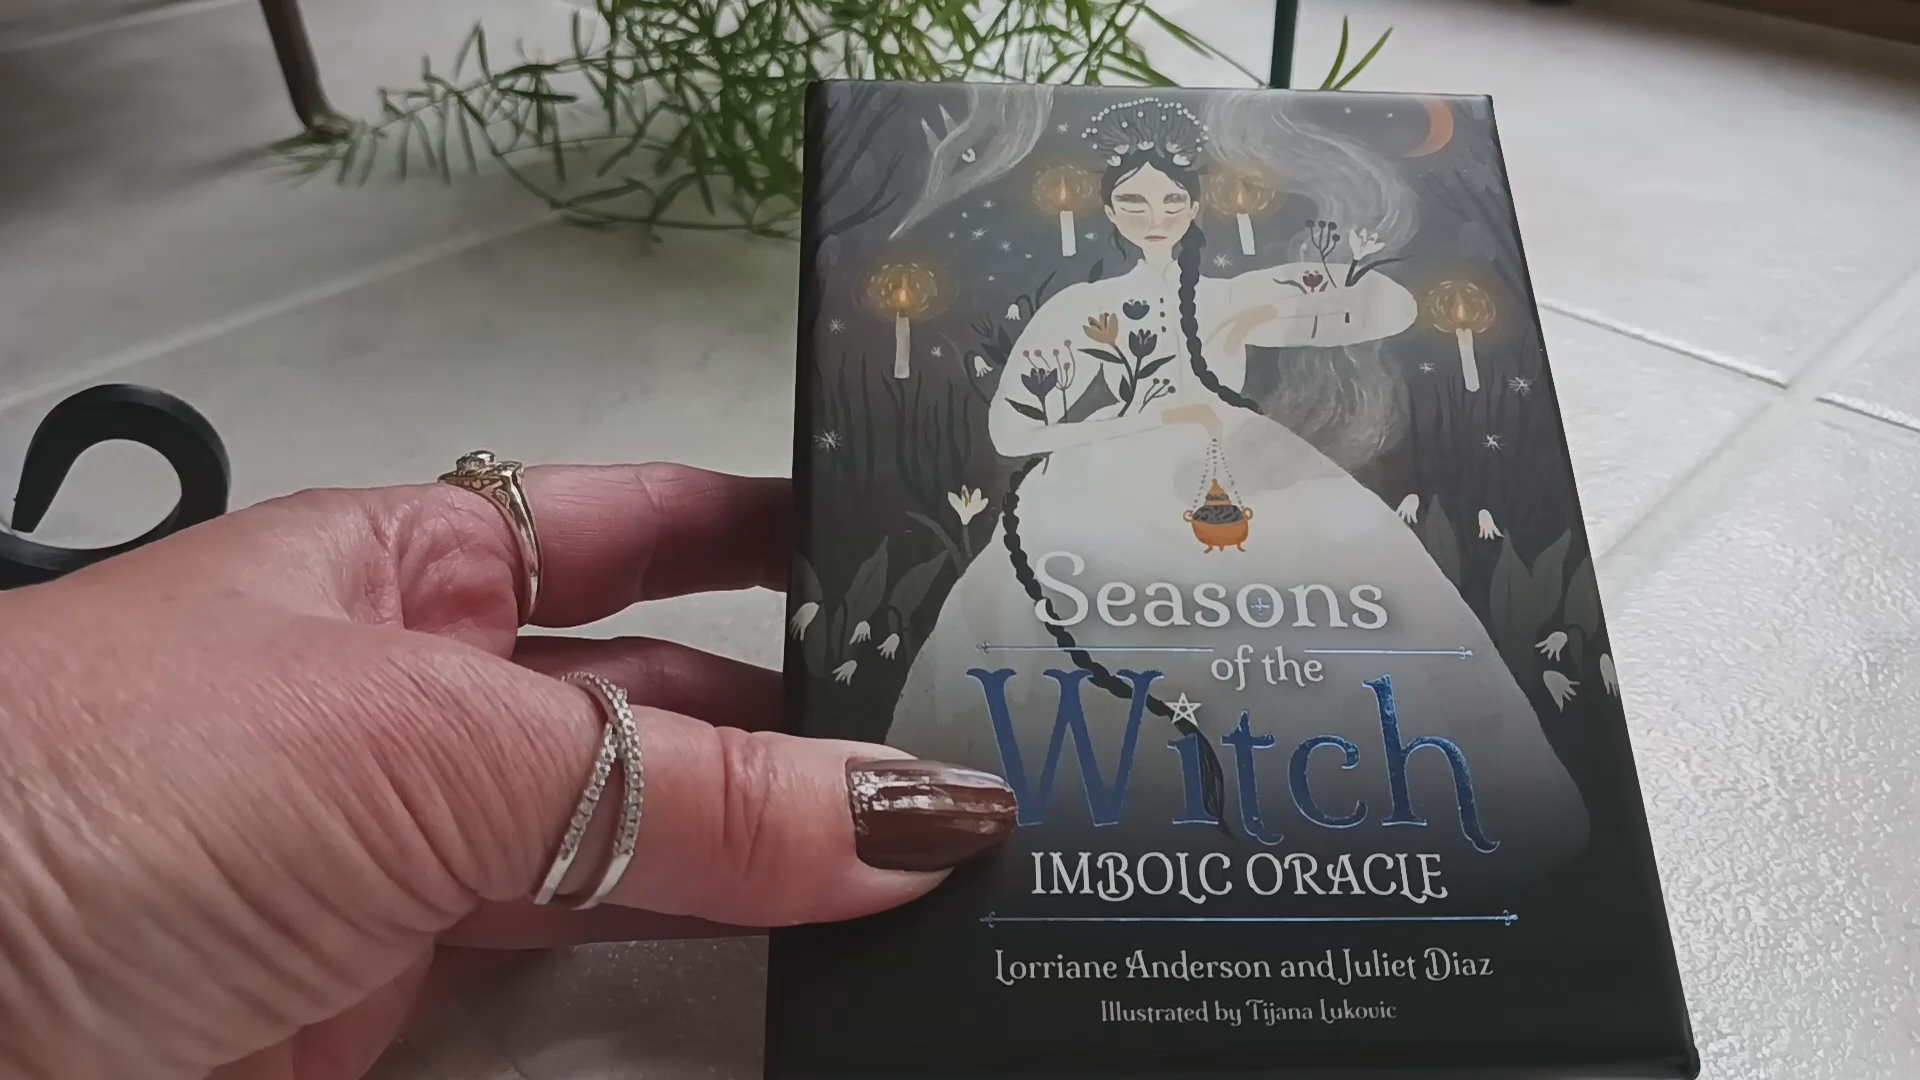 Seasons
of the
Witch
IMBOLC ORACLE
Lorriane Anderson and Juliet Diaz
Illustrated by Tijana Lukovic